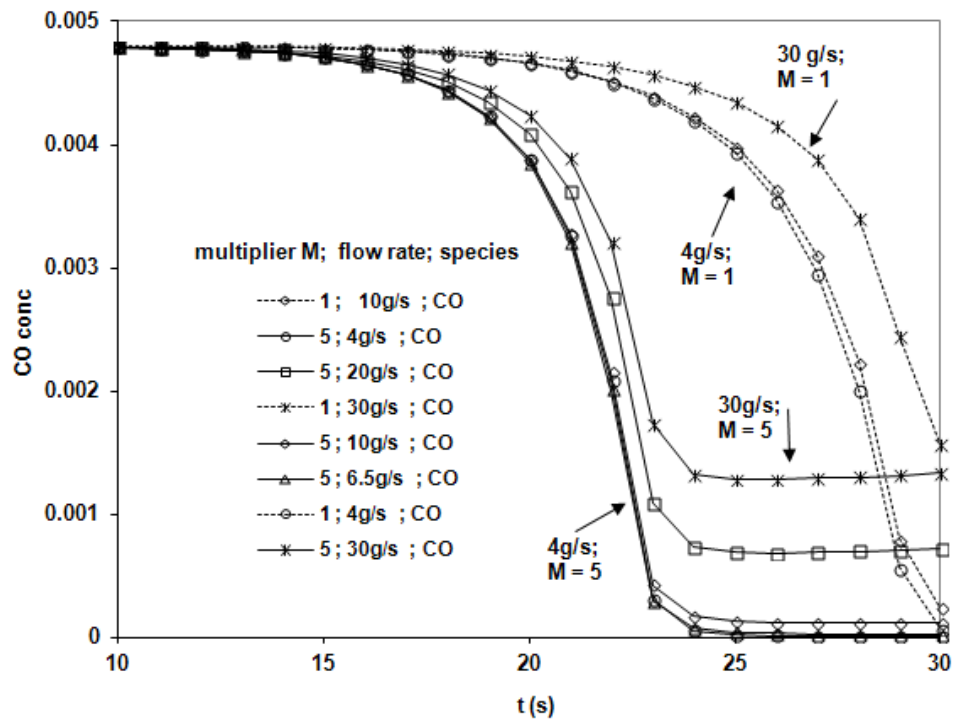 0.005
0.004
0.003
0.002
0.001
0
CO conc
10
15
20
25
30
t (s)
multiplier M; flow rate; species
1 ; 10g/s ; CO
5 ; 4g/s ; CO
5 ; 20g/s ; CO
1 ; 30g/s ; CO
5 ; 10g/s ; CO
5 ; 6.5g/s ; CO
1 ; 4g/s ; CO
5 ; 30g/s ; CO
30 g/s;
M = 1
4g/s;
M = 1
30g/s;
M = 5
4g/s;
M = 5